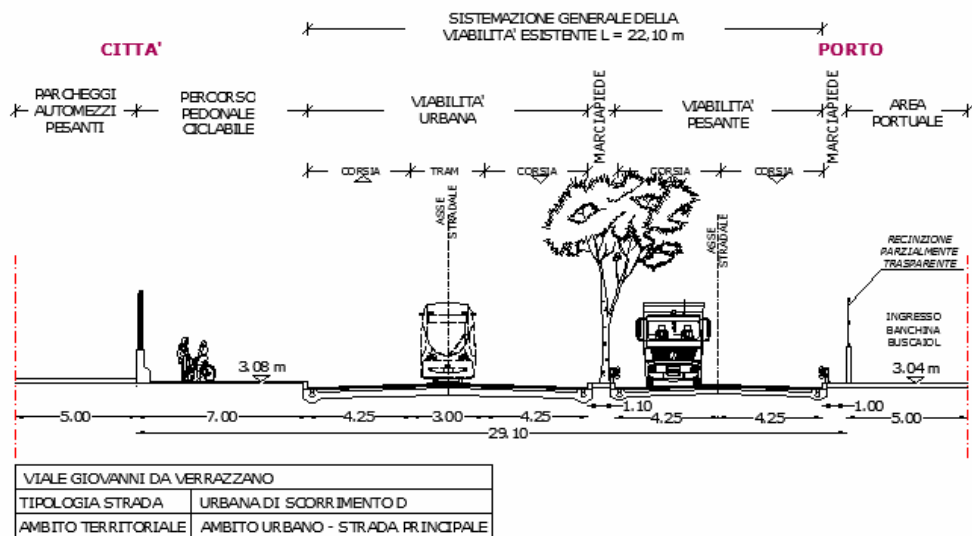 SISTEMAZIONE GENERALE DELLA
VIABILITA' ESISTENTE L = 22,10 m
CITTA'
PORTO
PARCHEGGI
AUTOMEZZI
PESANTI
PERCORSO
PEDONALE
CICLABILE
VIABILITA'
URBANA
MARCIAPIEDE
VIABILITA'
PESANTE
MARCIAPIEDE
AREA
PORTUALE
CORSIA
TRAM
CORSIA
CORSIA
CORSIA
ASSE
STRADALE
ASSE
STRADALE
RECINZIONE
PARZIALMENTE
TRASPARENTE
INGRESSO
BANCHINA
BUSCAIOL
3.08 m
3.04 m
5.00
7.00
4.25
3.00
4.25
1.10
4.25
4.25
1.00
5.00
29.10
VIALE GIOVANNI DA VERRAZZANO
TIPOLOGIA STRADA URBANA DI SCORRIMENTO D
AMBITO TERRITORIALE AMBITO URBANO - STRADA PRINCIPALE